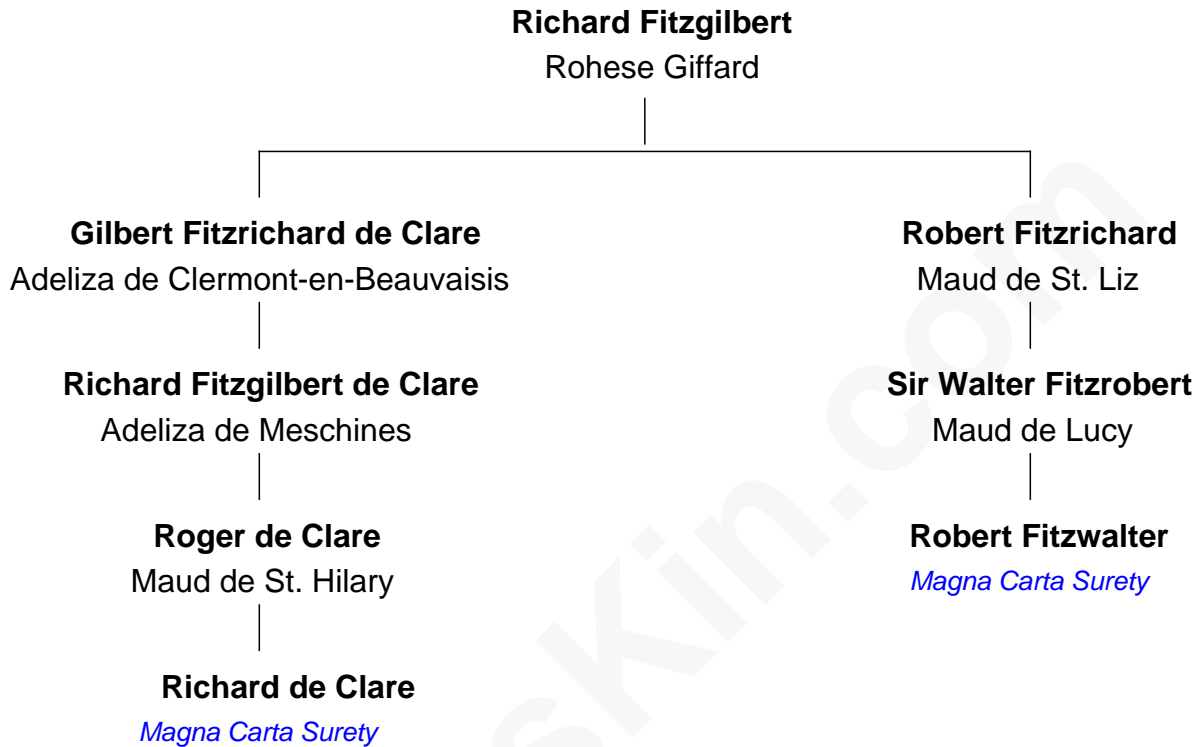 Richard Fitzgilbert
Rohese Giffard
Gilbert Fitzrichard de Clare
Adeliza de Clermont-en-Beauvaisis
Robert Fitzrichard
Maud de St. Liz
Richard Fitzgilbert de Clare
Adeliza de Meschines
Sir Walter Fitzrobert
Maud de Lucy
Roger de Clare
Maud de St. Hilary
Robert Fitzwalter
Magna Carta Surety
Richard de Clare
Magna Carta Surety
sKin.com